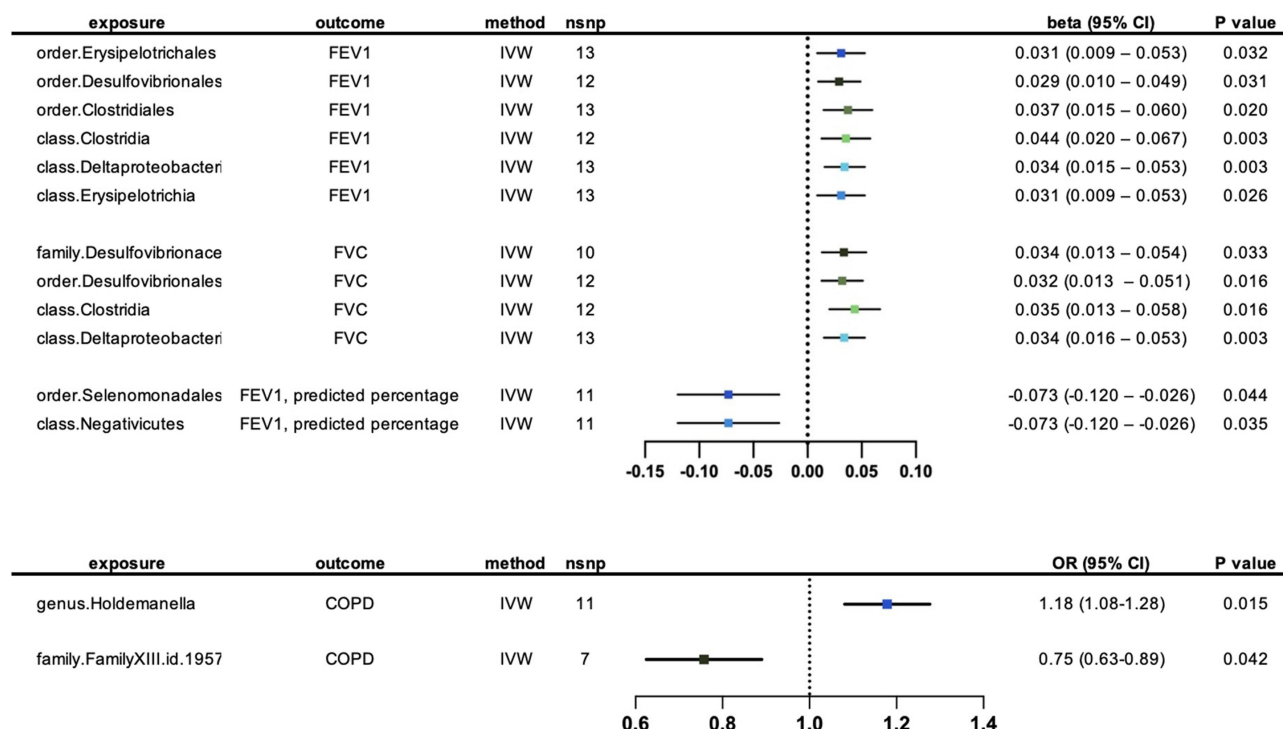 exposure outcome method nsnp beta (95% CI) P value
order.Erysipelotrichales FEV1 IVW 13 0.031 (0.009 – 0.053) 0.032
order.Desulfovibrionales FEV1 IVW 12 0.029 (0.010 – 0.049) 0.031
order.Clostridiales FEV1 IVW 13 0.037 (0.015 – 0.060) 0.020
class.Clostridia FEV1 IVW 12 0.044 (0.020 – 0.067) 0.003
class.Deltaproteobacteri FEV1 IVW 13 0.034 (0.015 – 0.053) 0.003
class.Erysipelotrichia FEV1 IVW 13 0.031 (0.009 – 0.053) 0.026
family.Desulfovibrionace FVC IVW 10 0.034 (0.013 – 0.054) 0.033
order.Desulfovibrionales FVC IVW 12 0.032 (0.013 – 0.051) 0.016
class.Clostridia FVC IVW 12 0.035 (0.013 – 0.058) 0.016
class.Deltaproteobacteri FVC IVW 13 0.034 (0.016 – 0.053) 0.003
order.Selenomonadales FEV1, predicted percentage IVW 11 -0.073 (-0.120 – -0.026) 0.044
class.Negativicutes FEV1, predicted percentage IVW 11 -0.073 (-0.120 – -0.026) 0.035
-0.15 -0.10 -0.05 0.00 0.05 0.10
exposure outcome method nsnp OR (95% CI) P value
genus.Holdemanella COPD IVW 11 1.18 (1.08-1.28) 0.015
family.FamilyXIII.id.1957 COPD IVW 7 0.75 (0.63-0.89) 0.042
0.6 0.8 1.0 1.2 1.4